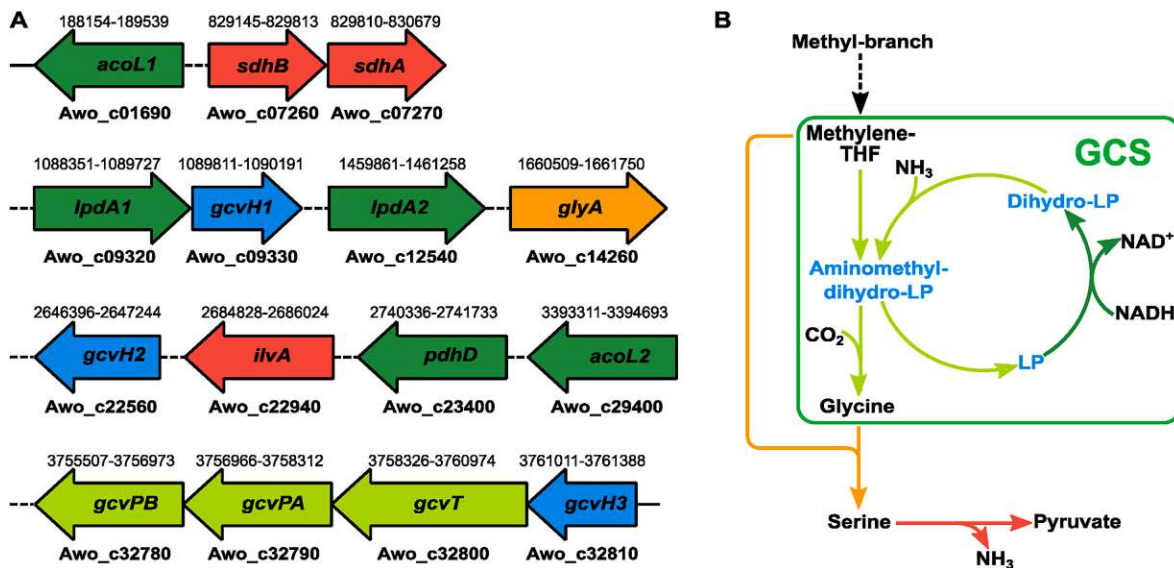 A
188154-189539 829145-829813 829810-830679
acoL1 sdhB sdhA
Awo_c01690 Awo_c07260 Awo_c07270
1088351-1089727 1089811-1090191 1459861-1461258 1660509-1661750
lpdA1 gcvH1 lpdA2 glyA
Awo_c09320 Awo_c09330 Awo_c12540 Awo_c14260
2646396-2647244 2684828-2686024 2740336-2741733 3393311-3394693
gcvH2 ilvA pdhD acoL2
Awo_c22560 Awo_c22940 Awo_c23400 Awo_c29400
3755507-3756973 3756966-3758312 3758326-3760974 3761011-3761388
gcvPB gcvPA gcvT gcvH3
Awo_c32780 Awo_c32790 Awo_c32800 Awo_c32810
B
Methyl-branch
GCS
Methylene-
THF
NH3
Dihydro-LP
NAD+
Aminomethyl-
dihydro-LP
NADH
CO2
LP
Glycine
Serine
Pyruvate
NH3